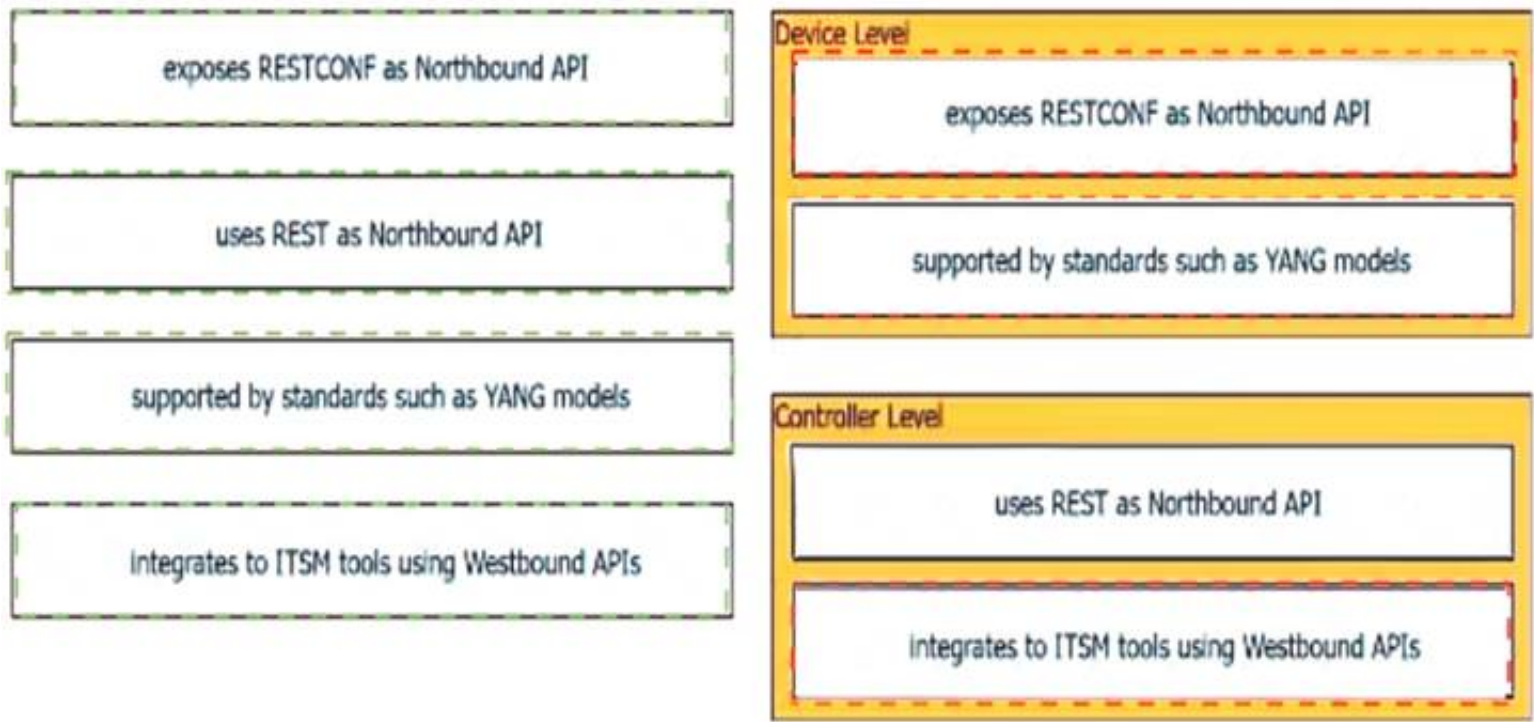 exposes RESTCONF as Northbound API
uses REST as Northbound API
supported by standards such as YANG models
integrates to ITSM tools using Westbound APIs
Device Level
exposes RESTCONF as Northbound API
supported by standards such as YANG models
Controller Level
uses REST as Northbound API
integrates to ITSM tools using Westbound APIs